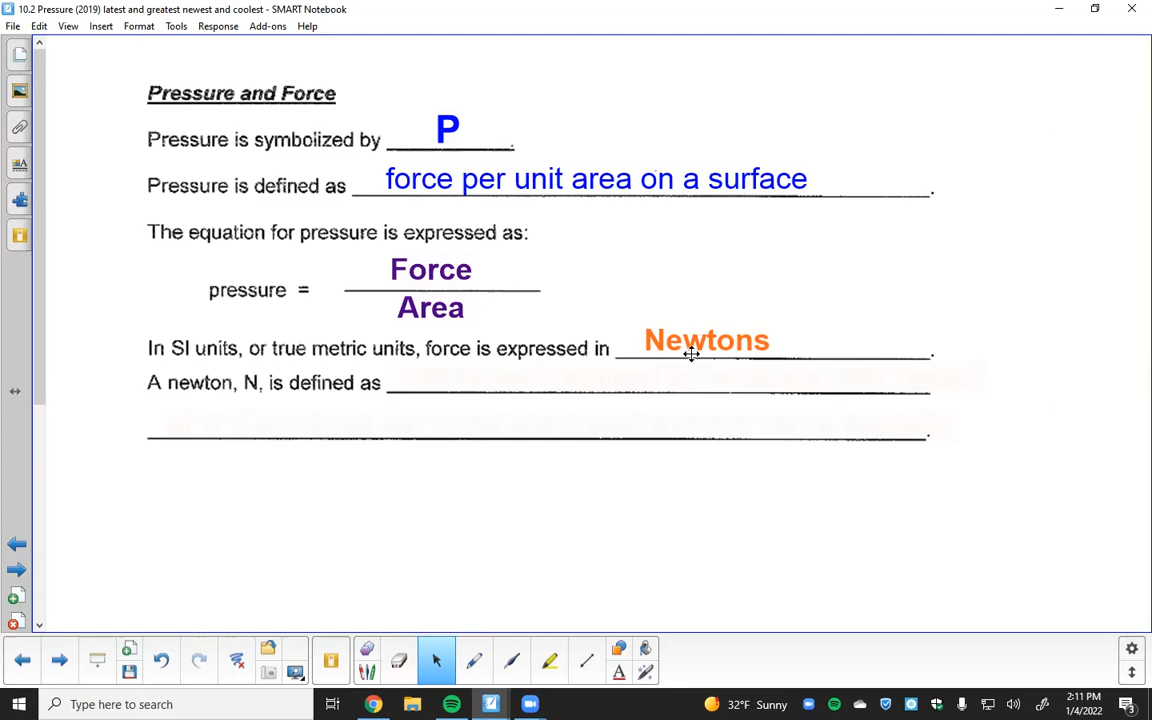 10.2 Pressure (2019) latest and greatest newest and coolest - SMART Notebook
File Edit View Insert Format Tools Response Add-ons Help
Pressure and Force
Pressure is symbolized by P.
Pressure is defined as force per unit area on a surface.
The equation for pressure is expressed as:
Force
pressure =
Area
In SI units, or true metric units, force is expressed in Newtons.
A newton, N, is defined as
.
Type here to search
32°F Sunny
2:11 PM
1/4/2022
3